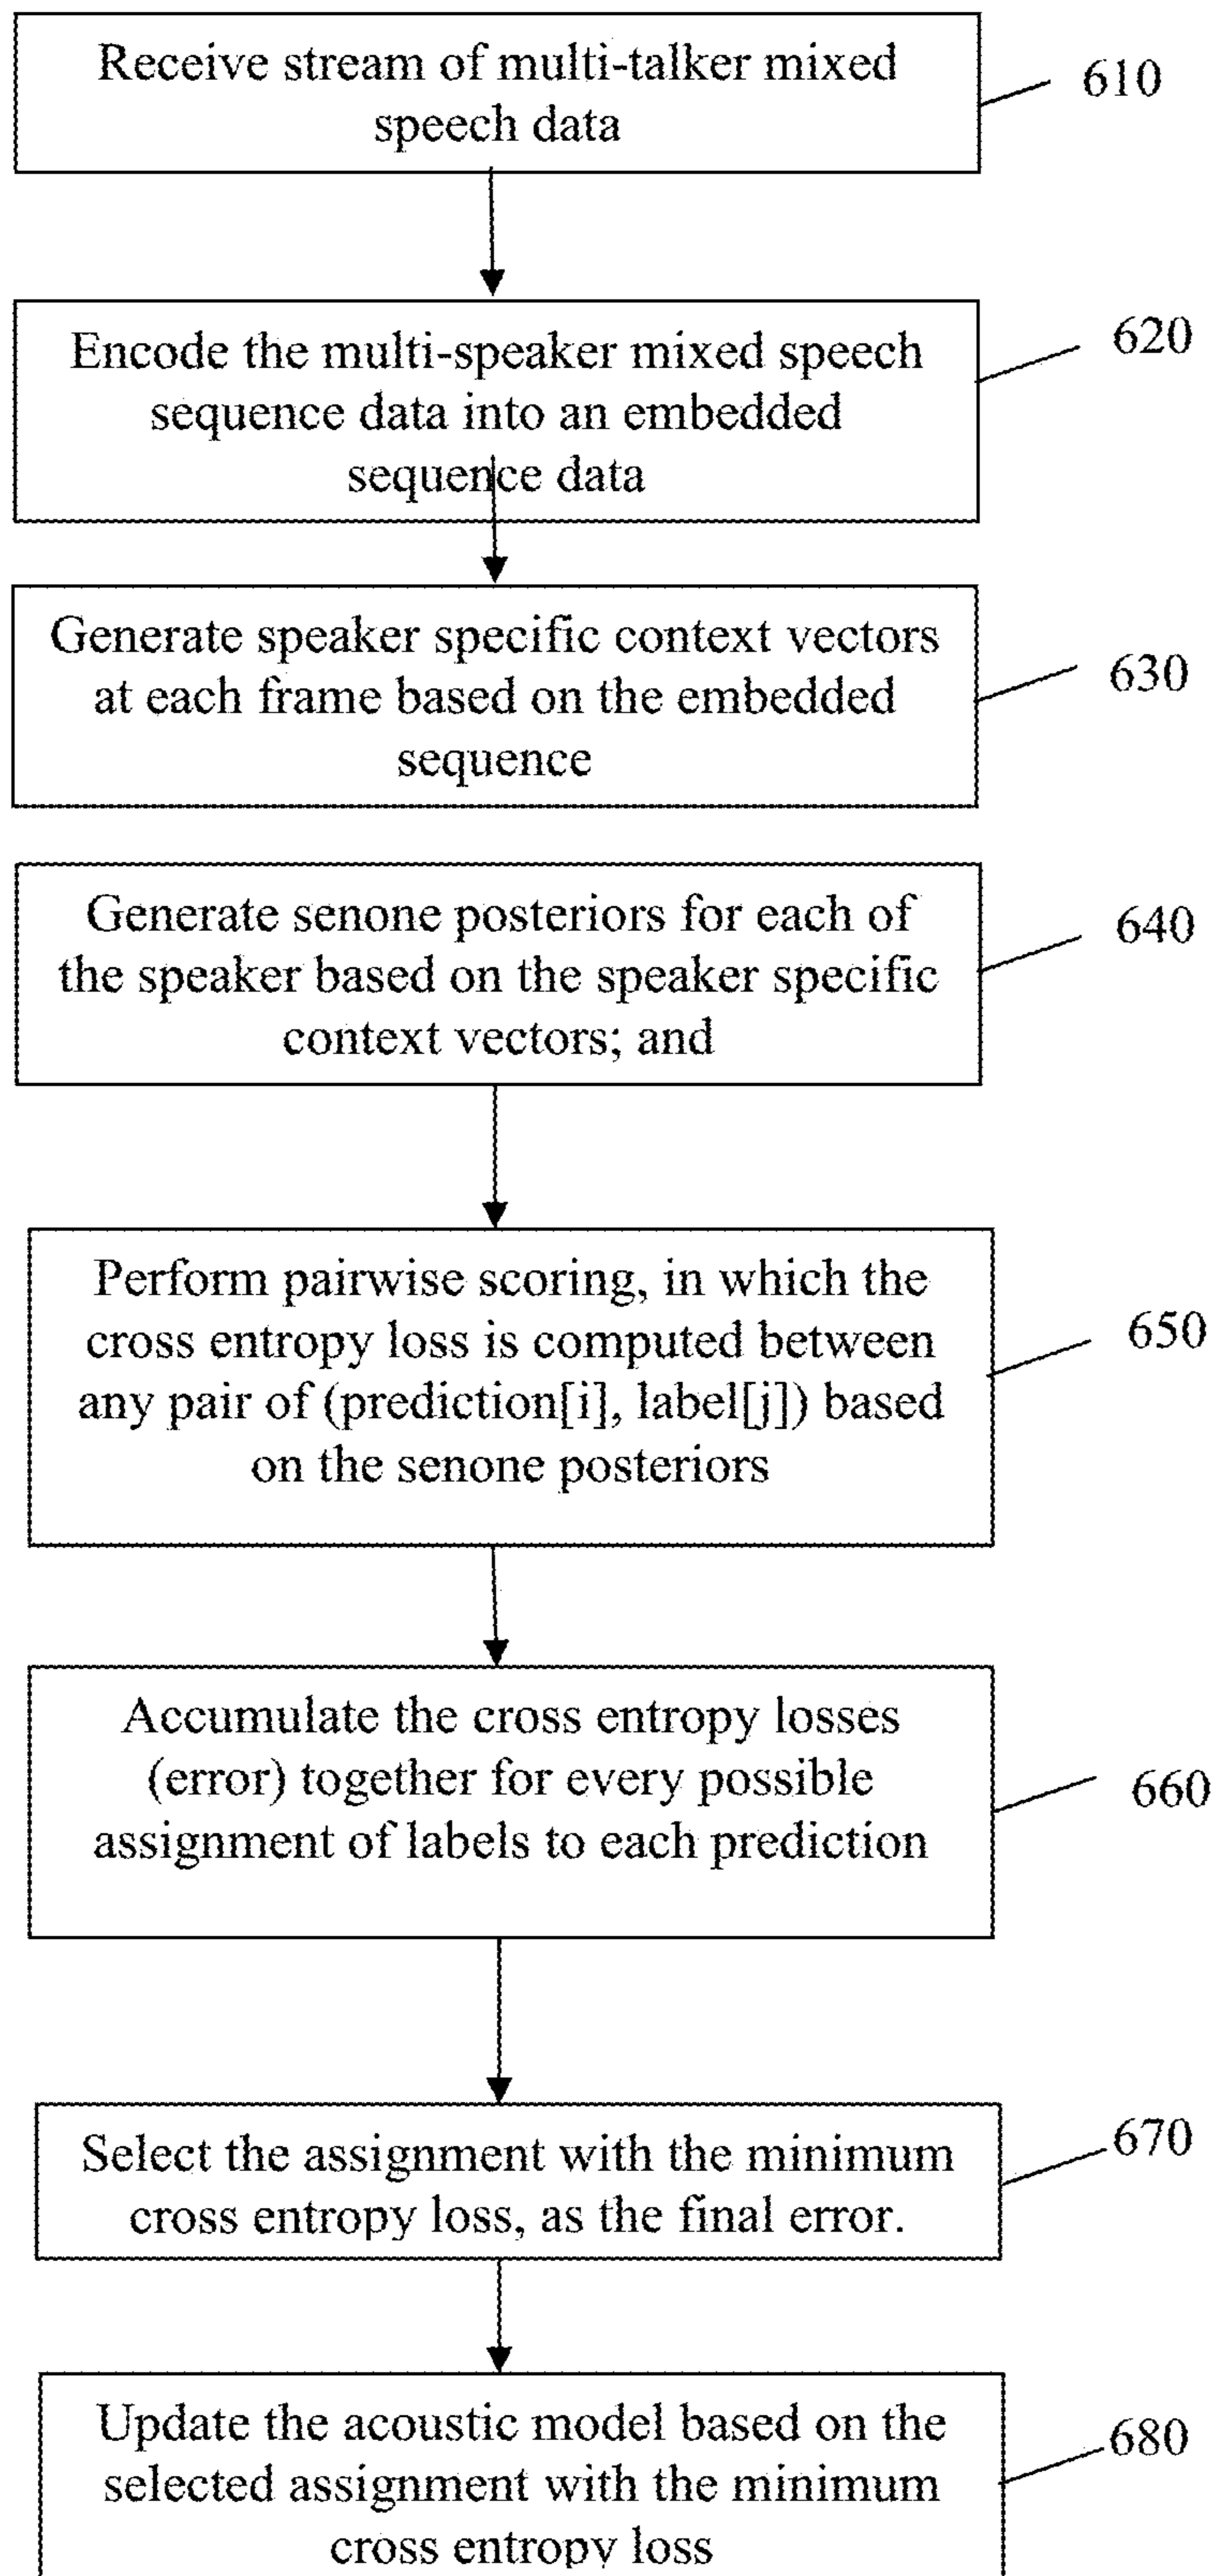 Receive stream of multi-talker mixed
speech data
610
Encode the multi-speaker mixed speech
sequence data into an embedded
sequence data
620
Generate speaker specific context vectors
at each frame based on the embedded
sequence
630
Generate senone posteriors for each of
the speaker based on the speaker specific
context vectors; and
640
Perform pairwise scoring, in which the
cross entropy loss is computed between
any pair of (prediction[i], label[j]) based
on the senone posteriors
650
Accumulate the cross entropy losses
(error) together for every possible
assignment of labels to each prediction
660
Select the assignment with the minimum
cross entropy loss, as the final error.
670
Update the acoustic model based on the
selected assignment with the minimum
cross entropy loss
680